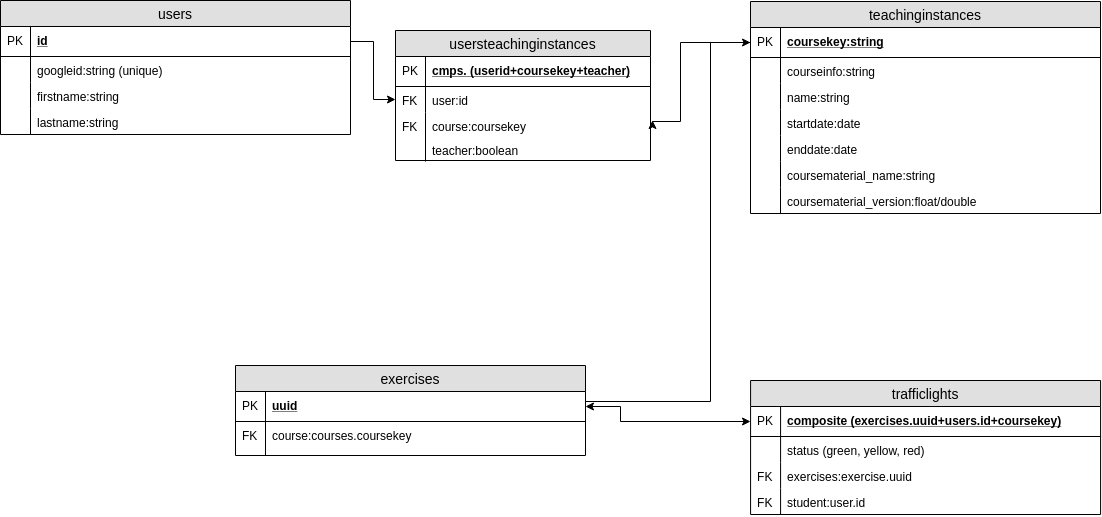 users
PK id
googleid:string (unique)
firstname:string
lastname:string
usersteachinginstances
PK cmps. (userid+coursekey+teacher)
FK user:id
FK course:coursekey
teacher:boolean
teachinginstances
PK coursekey:string
courseinfo:string
name:string
startdate:date
enddate:date
coursematerial_name:string
coursematerial_version:float/double
exercises
PK uuid
FK course:courses.coursekey
trafficlights
PK composite (exercises.uuid+users.id+coursekey)
status (green, yellow, red)
FK exercises:exercise.uuid
FK student:user.id